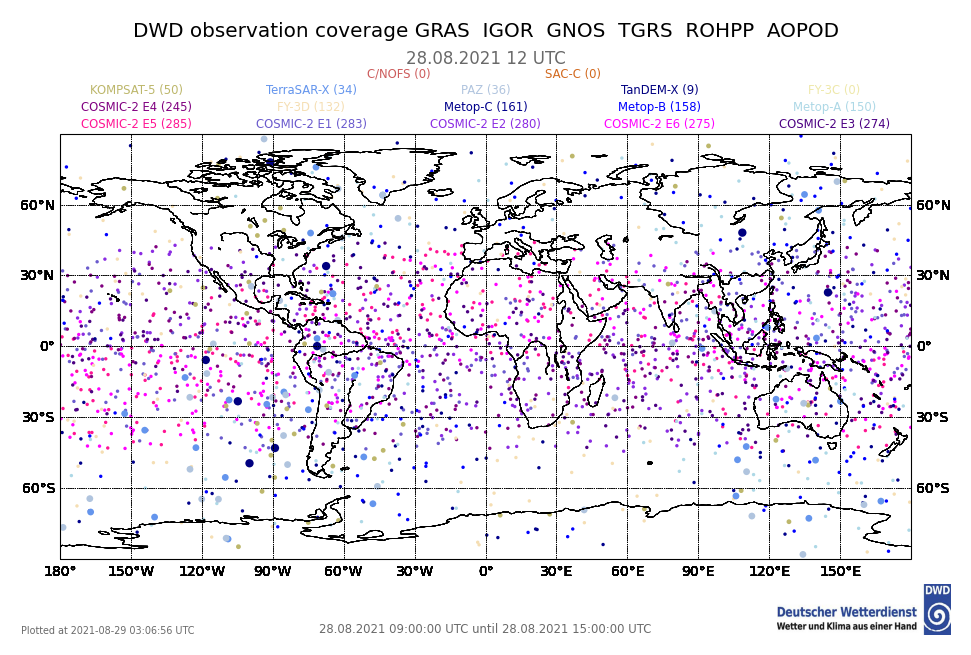 DWD observation coverage GRAS IGOR GNOS TGRS ROHPP AOPOD
28.08.2021 12 UTC
C/NOFS (0) SAC-C (0)
KOMPSAT-5 (50) TerraSAR-X (34) PAZ (36) TanDEM-X (9) FY-3C (0)
COSMIC-2 E4 (245) FY-3D (132) Metop-C (161) Metop-B (158) Metop-A (150)
COSMIC-2 E5 (285) COSMIC-2 E1 (283) COSMIC-2 E2 (280) COSMIC-2 E6 (275) COSMIC-2 E3 (274)
60°N 60°N
30°N 30°N
0° 0°
30°S 30°S
60°S 60°S
180° 150°W 120°W 90°W 60°W 30°W 0° 30°E 60°E 90°E 120°E 150°E
DWD
Deutscher Wetterdienst
Wetter und Klima aus einer Hand
Plotted at 2021-08-29 03:06:56 UTC 28.08.2021 09:00:00 UTC until 28.08.2021 15:00:00 UTC